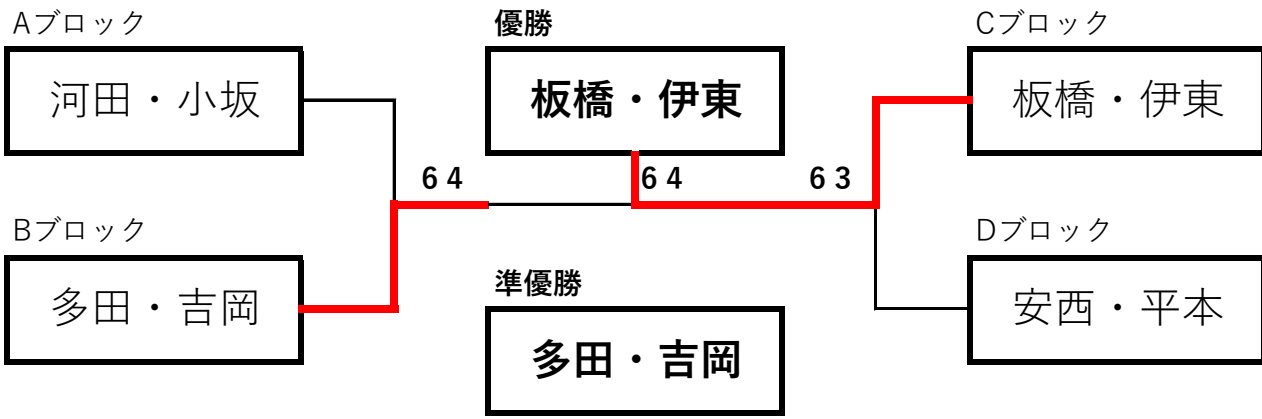 Aブロック
優勝
Cブロック
河田・小坂
板橋・伊東
板橋・伊東
6 4
6 4
6 3
Bブロック
Dブロック
準優勝
多田・吉岡
安西・平本
多田・吉岡